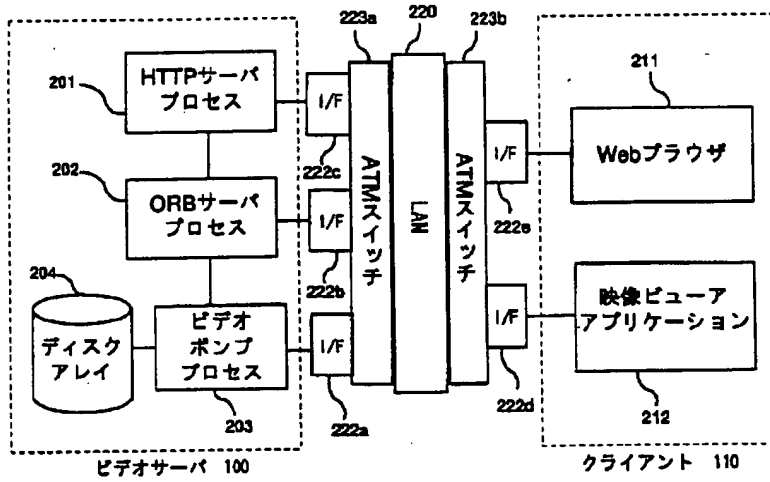 223a
220
223b
201
HTTPサーバ
プロセス
I/F
222c
202
ORBサーバ
プロセス
I/F
222b
204
ディスク
アレイ
ビデオ
ポンプ
プロセス
203
I/F
222a
ATMスイッチ
LAN
ATMスイッチ
I/F
222e
I/F
222d
211
Webブラウザ
映像ビューア
アプリケーション
212
ビデオサーバ 100
クライアント 110